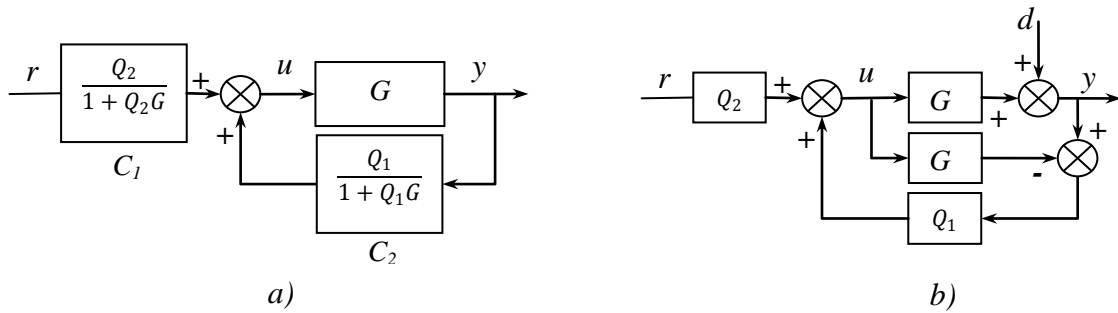 r
Q₂
1 + Q₂G
C₁
+
+
u
G
y
Q₁
1 + Q₁G
C₂
a)
r
Q₂
+
+
u
G
G
+
+
d
y
+
-
Q₁
b)